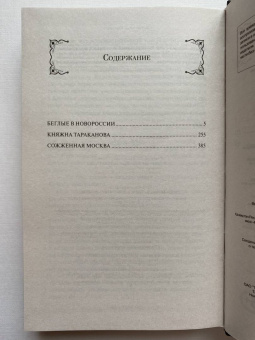 Содержание
БЕГЛЫЕ В НОВОРОССИИ 5
КНЯЖНА ТАРАКАНОВА 255
СОЖЖЕННАЯ МОСКВА 385